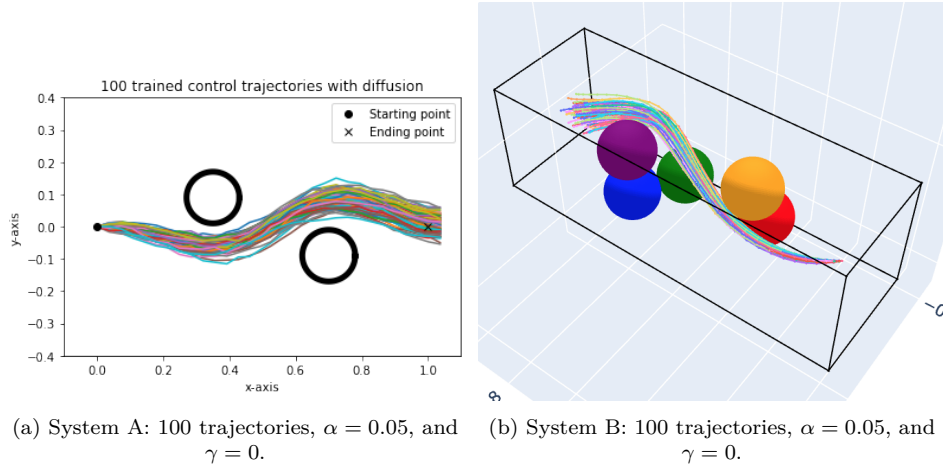 100 trained control trajectories with diffusion
0.4
0.3
0.2
0.1
0.0
−0.1
−0.2
−0.3
−0.4
y-axis
Starting point
Ending point
0.0
0.2
0.4
0.6
0.8
1.0
x-axis
−0
8
(a) System A: 100 trajectories, α = 0.05, and
γ = 0.
(b) System B: 100 trajectories, α = 0.05, and
γ = 0.